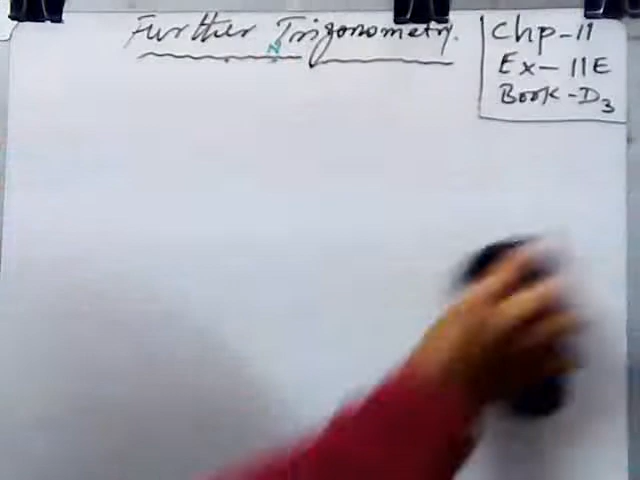 Further Trigonometry.
N
Chp-11
Ex-11E
Book-D3